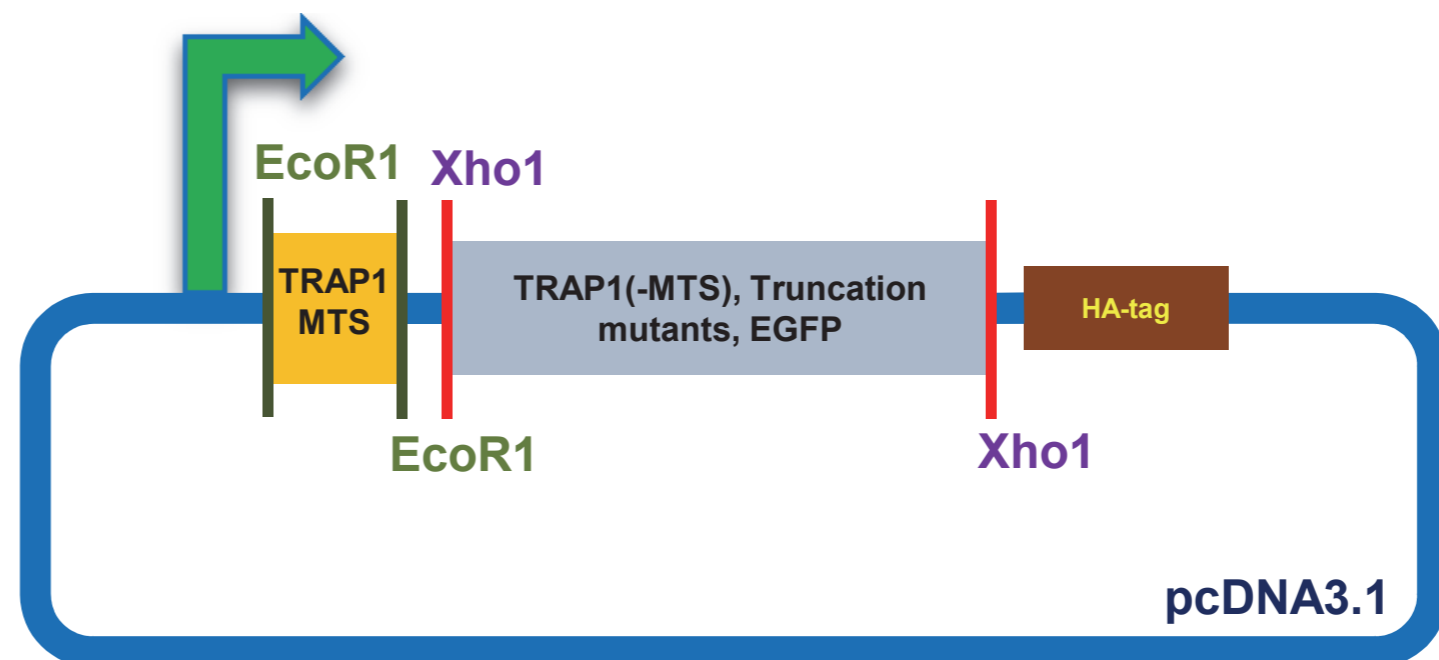 EcoR1
Xho1
TRAP1
MTS
TRAP1(-MTS), Truncation
mutants, EGFP
HA-tag
EcoR1
Xho1
pcDNA3.1